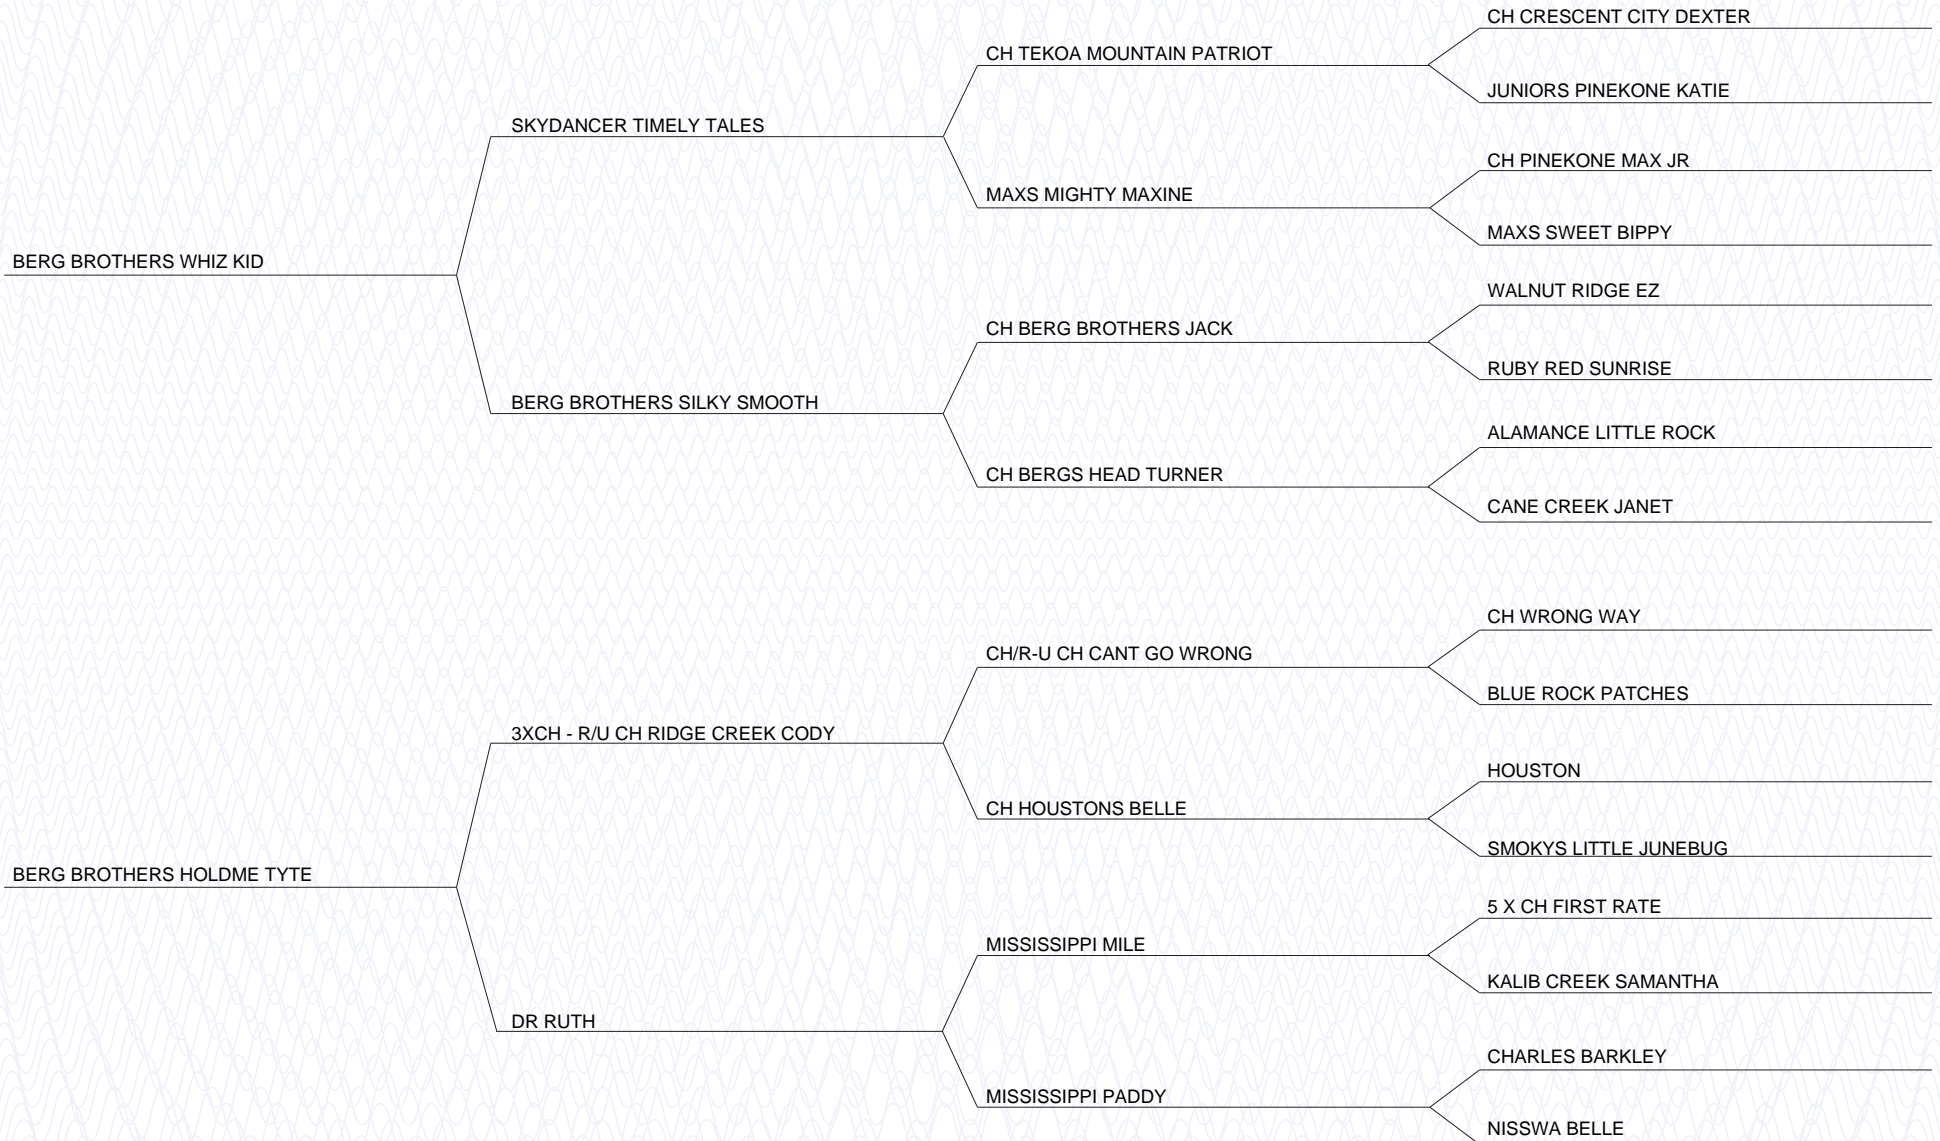 CH CRESCENT CITY DEXTER
CH TEKOA MOUNTAIN PATRIOT
JUNIORS PINEKONE KATIE
SKYDANCER TIMELY TALES
CH PINEKONE MAX JR
MAXS MIGHTY MAXINE
MAXS SWEET BIPPY
BERG BROTHERS WHIZ KID
WALNUT RIDGE EZ
CH BERG BROTHERS JACK
RUBY RED SUNRISE
BERG BROTHERS SILKY SMOOTH
ALAMANCE LITTLE ROCK
CH BERGS HEAD TURNER
CANE CREEK JANET
CH WRONG WAY
CH/R-U CH CANT GO WRONG
BLUE ROCK PATCHES
3XCH - R/U CH RIDGE CREEK CODY
HOUSTON
CH HOUSTONS BELLE
SMOKYS LITTLE JUNEBUG
BERG BROTHERS HOLDME TYTE
5 X CH FIRST RATE
MISSISSIPPI MILE
KALIB CREEK SAMANTHA
DR RUTH
CHARLES BARKLEY
MISSISSIPPI PADDY
NISSWA BELLE